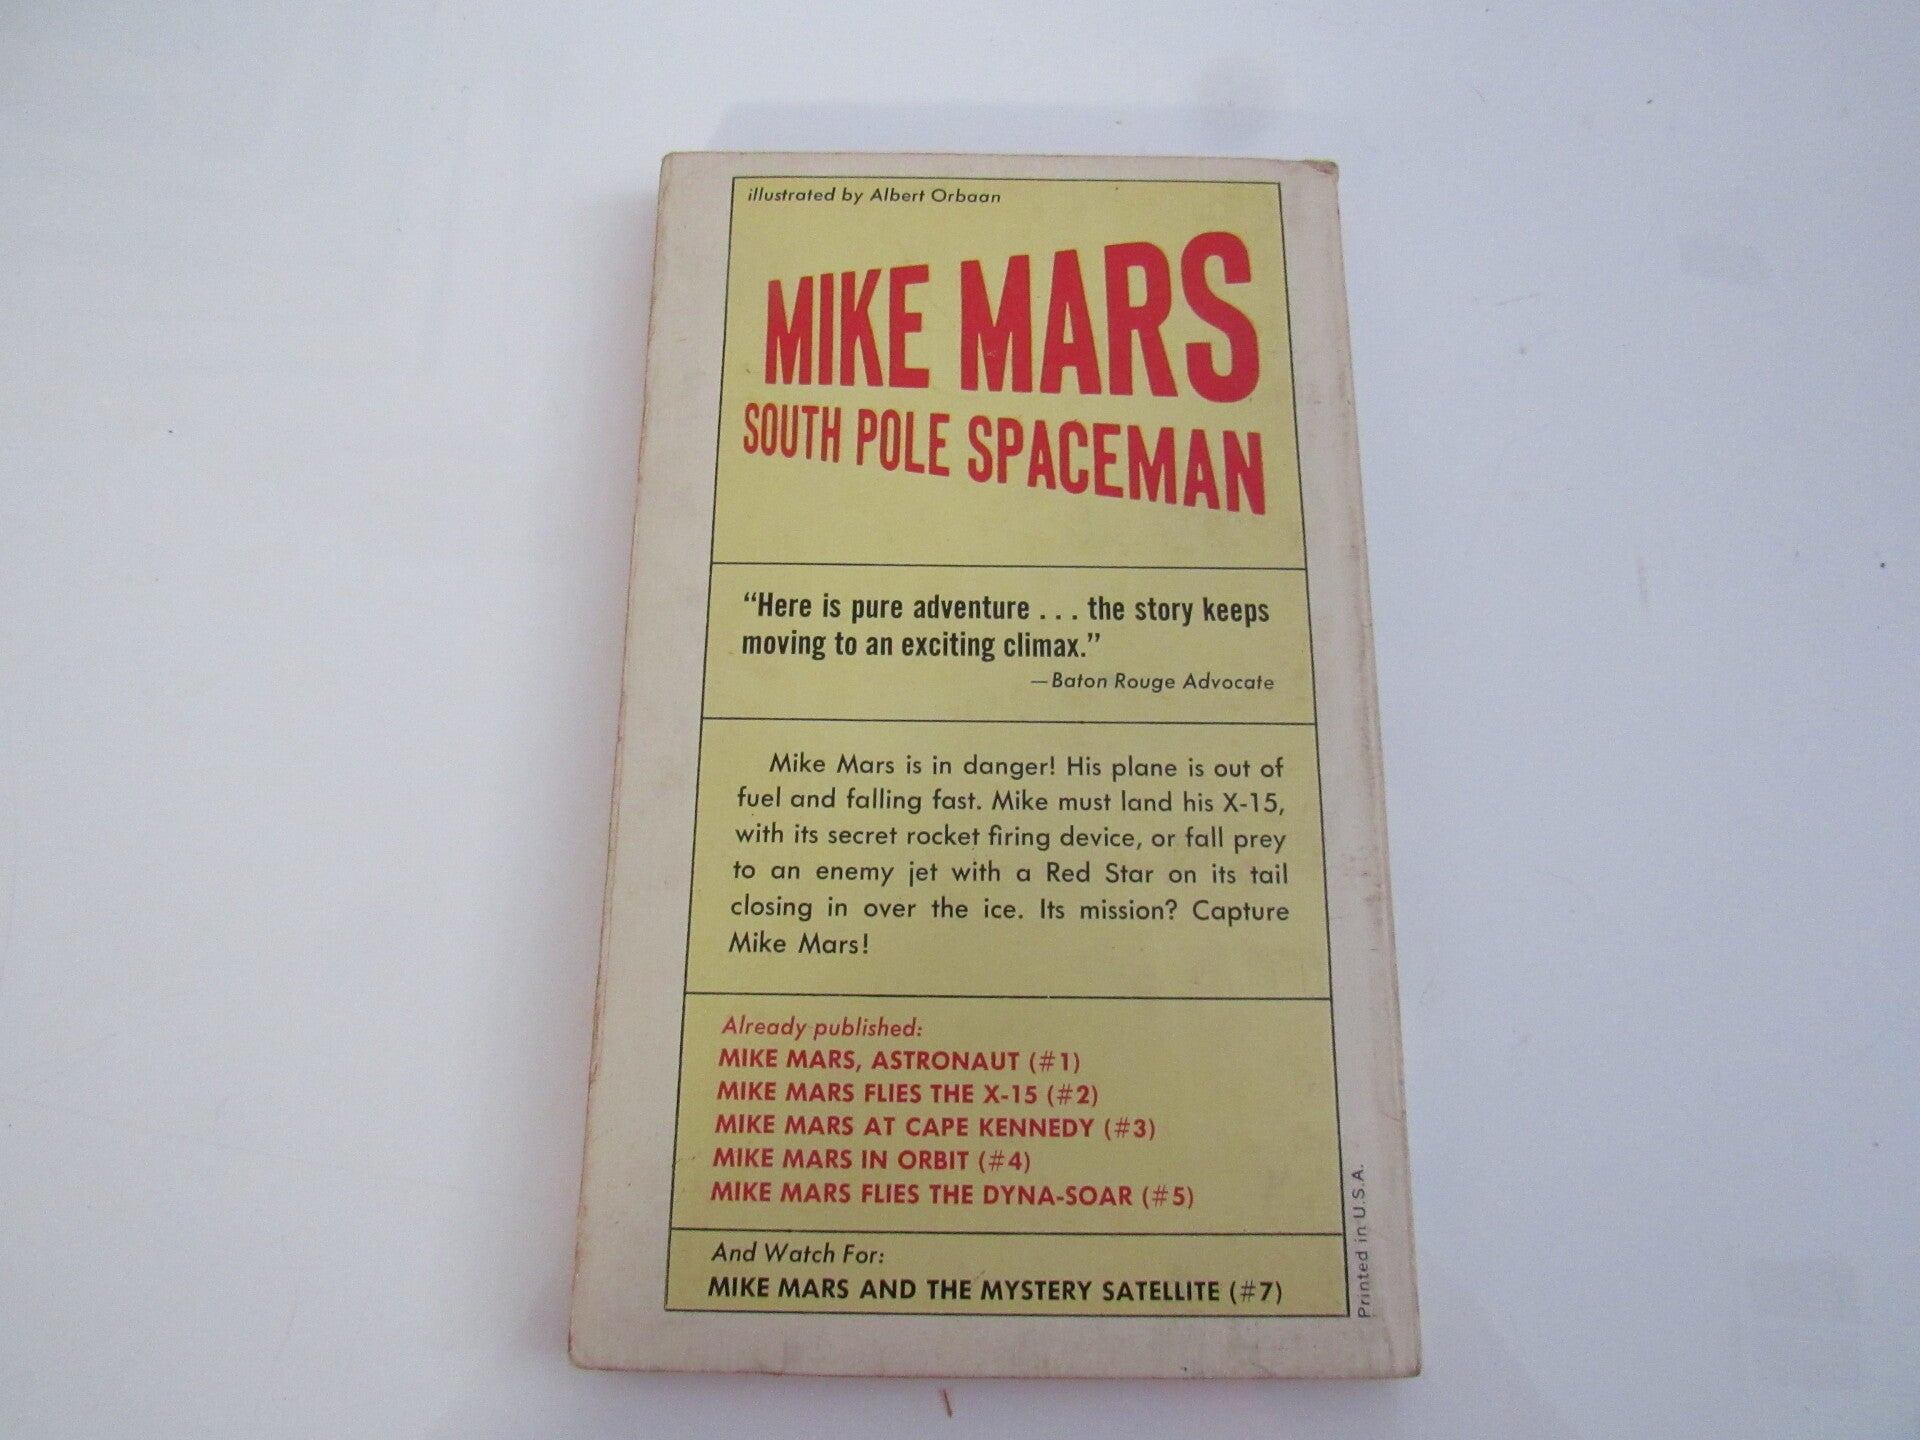 illustrated by Albert Orbaan
MIKE MARS
SOUTH POLE SPACEMAN
“Here is pure adventure . . . the story keeps
moving to an exciting climax.”
—Baton Rouge Advocate
Mike Mars is in danger! His plane is out of
fuel and falling fast. Mike must land his X-15,
with its secret rocket firing device, or fall prey
to an enemy jet with a Red Star on its tail
closing in over the ice. Its mission? Capture
Mike Mars!
Already published:
MIKE MARS, ASTRONAUT (#1)
MIKE MARS FLIES THE X-15 (#2)
MIKE MARS AT CAPE KENNEDY (#3)
MIKE MARS IN ORBIT (#4)
MIKE MARS FLIES THE DYNA-SOAR (#5)
And Watch For:
MIKE MARS AND THE MYSTERY SATELLITE (#7)
Printed in U.S.A.